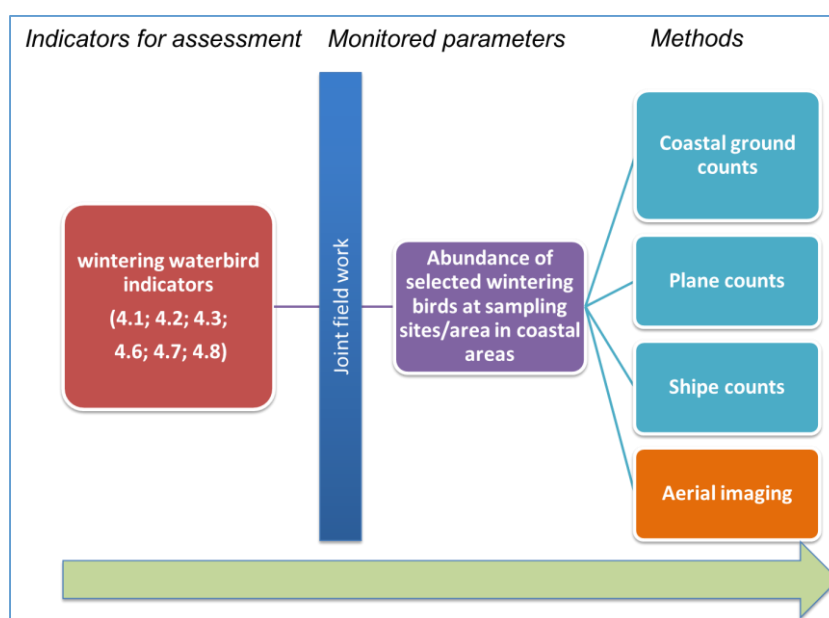 Indicators for assessment
Monitored parameters
Methods
wintering waterbird
indicators
(4.1; 4.2; 4.3;
4.6; 4.7; 4.8)
Joint field work
Abundance of
selected wintering
birds at sampling
sites/area in coastal
areas
Coastal ground
counts
Plane counts
Shipe counts
Aerial imaging